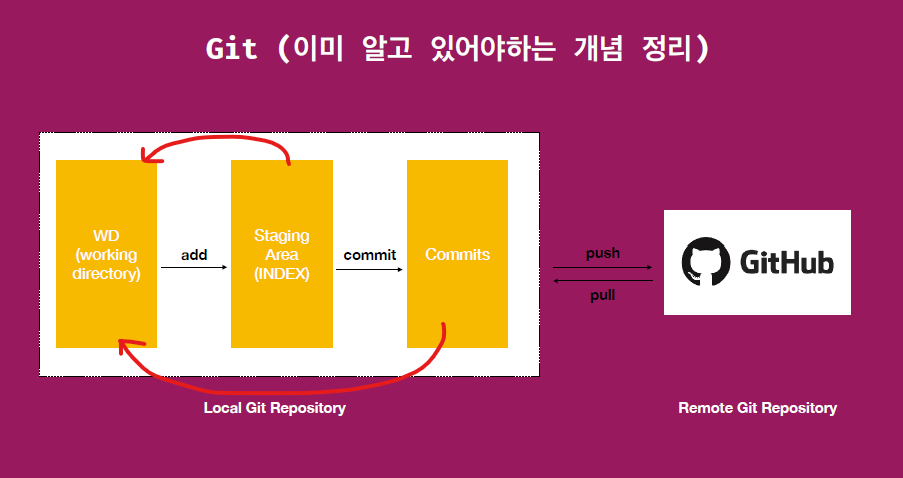 Git (이미 알고 있어야하는 개념 정리)
WD
(working
directory)
add
Staging
Area
(INDEX)
commit
Commits
push
pull
GitHub
Local Git Repository
Remote Git Repository